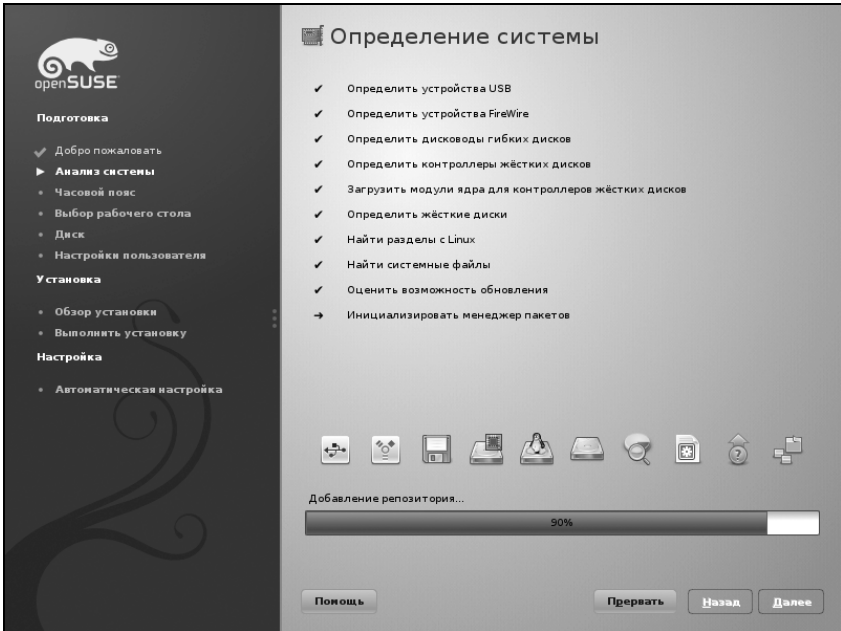 openSUSE
Подготовка
Добро пожаловать
Анализ системы
Часовой пояс
Выбор рабочего стола
Диск
Настройки пользователя
Установка
Обзор установки
Выполнить установку
Настройка
Автоматическая настройка
Определение системы
Определить устройства USB
Определить устройства FireWire
Определить дисководы гибких дисков
Определить контроллеры жёстких дисков
Загрузить модули ядра для контроллеров жёстких дисков
Определить жёсткие диски
Найти разделы с Linux
Найти системные файлы
Оценить возможность обновления
Инициализировать менеджер пакетов
Добавление репозитория...
90%
Помощь
Прервать
Назад
Далее